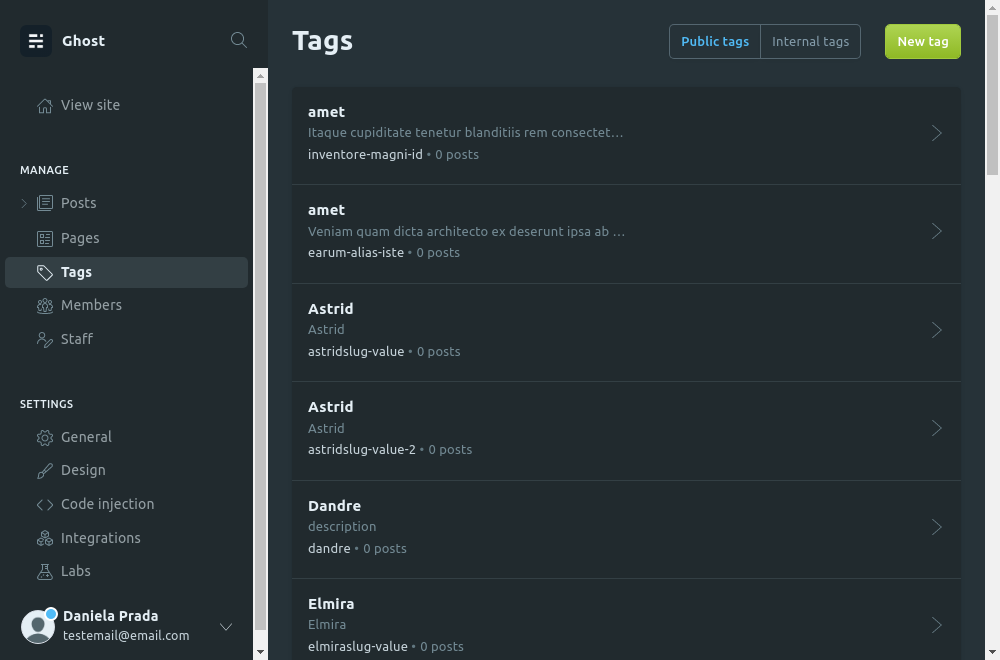 Ghost
View site
MANAGE
Posts
Pages
Tags
Members
Staff
SETTINGS
General
Design
Code injection
Integrations
Labs
Daniela Prada
testemail@email.com
Tags
Public tags
Internal tags
New tag
amet
Itaque cupiditate tenetur blanditiis rem consectet…
inventore-magni-id • 0 posts
amet
Veniam quam dicta architecto ex deserunt ipsa ab …
earum-alias-iste • 0 posts
Astrid
Astrid
astridslug-value • 0 posts
Astrid
Astrid
astridslug-value-2 • 0 posts
Dandre
description
dandre • 0 posts
Elmira
Elmira
elmiraslug-value • 0 posts